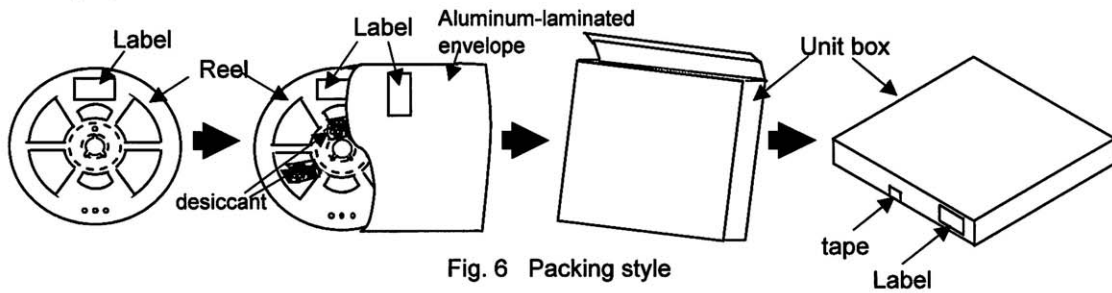 Label
Reel
Label
Aluminum-laminated
envelope
desiccant
Unit box
tape
Label
Fig. 6 Packing style